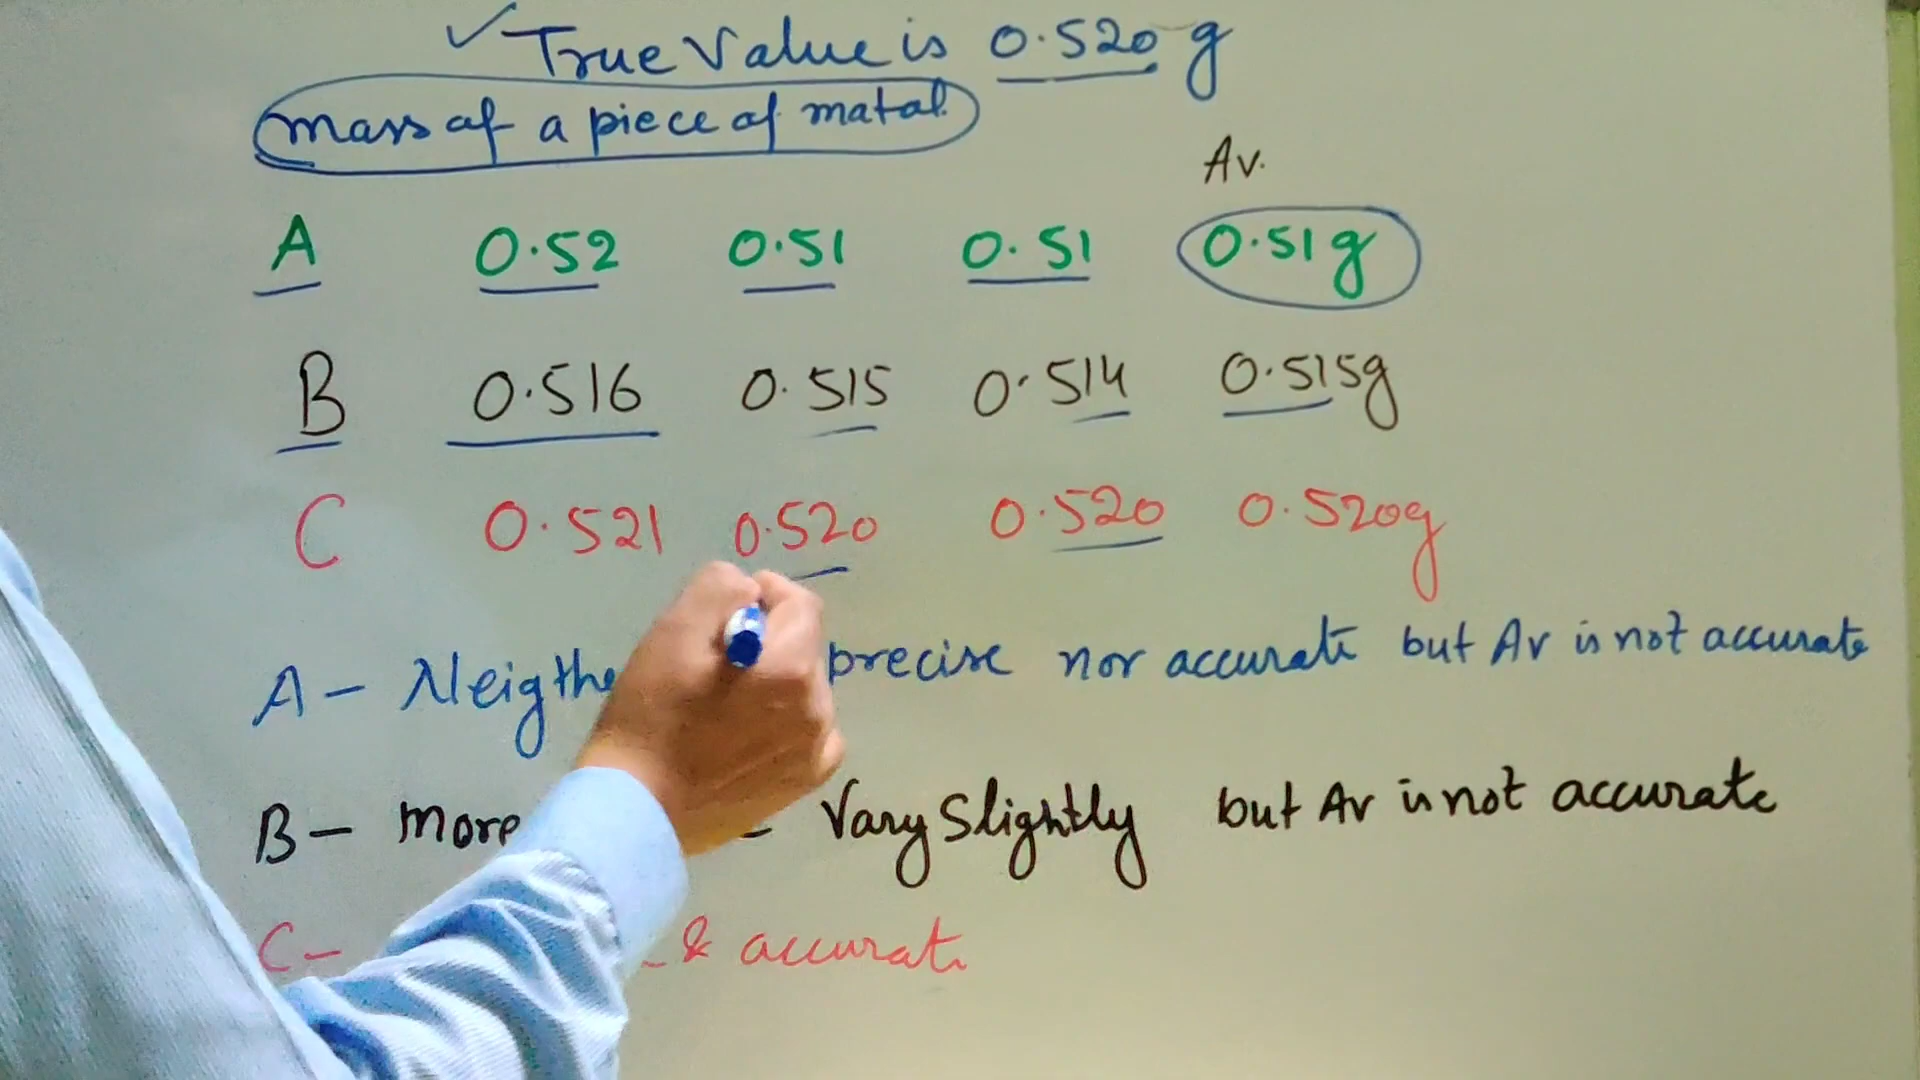 ✓ True Value is 0.520 g
mass of a piece of matal
Av.
A 0.52 0.51 0.51 0.51g
B 0.516 0.515 0.514 0.515g
C 0.521 0.520 0.520 0.520g
A - Neigthe precise nor accurate but Av is not accurate
B - more - Vary Slightly but Av is not accurate
C - & accurate